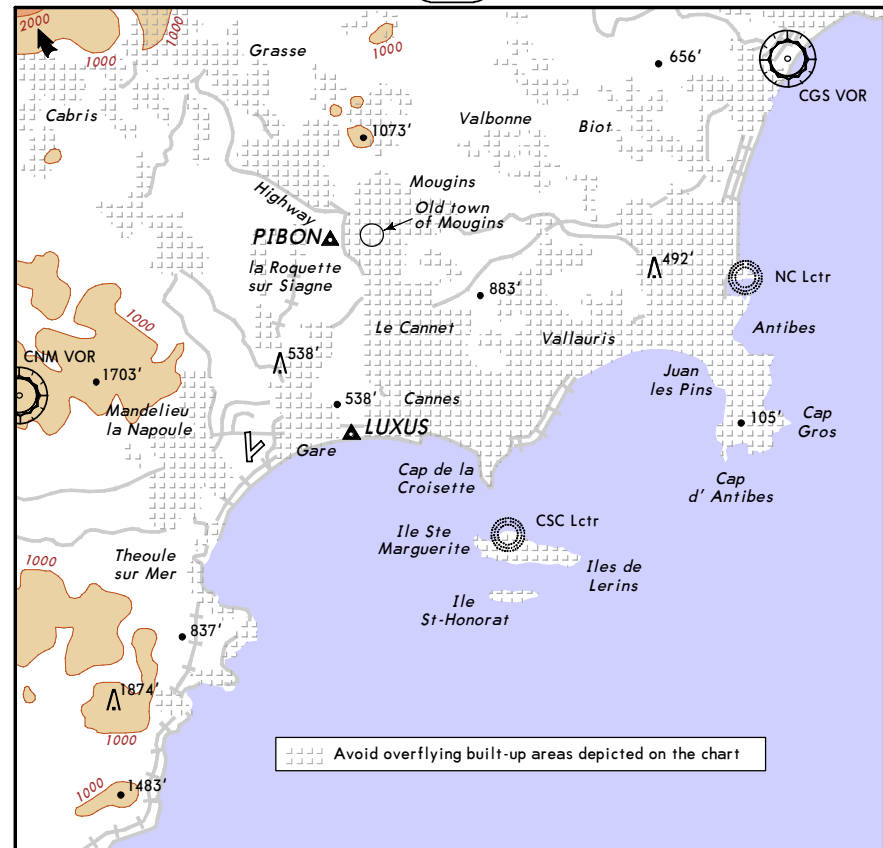 2000
1000
1000
Grasse
1000
656'
CGS VOR
Cabris
1073'
Valbonne
Biot
Mougins
Highway
Old town
of Mougins
PIBON
la Roquette
sur Siagne
492'
NC Lctr
883'
1000
Le Cannet
Vallauris
Antibes
CNM VOR
538'
1703'
Juan
les Pins
Mandelieu
la Napoule
538'
Cannes
105'
Cap
Gros
LUXUS
Gare
Cap de la
Croisette
Cap
d' Antibes
CSC Lctr
Ile Ste
Marguerite
1000
Theoule
sur Mer
Iles de
Lerins
Ile
St-Honorat
837'
1874'
1000
Avoid overflying built-up areas depicted on the chart
1000
1483'